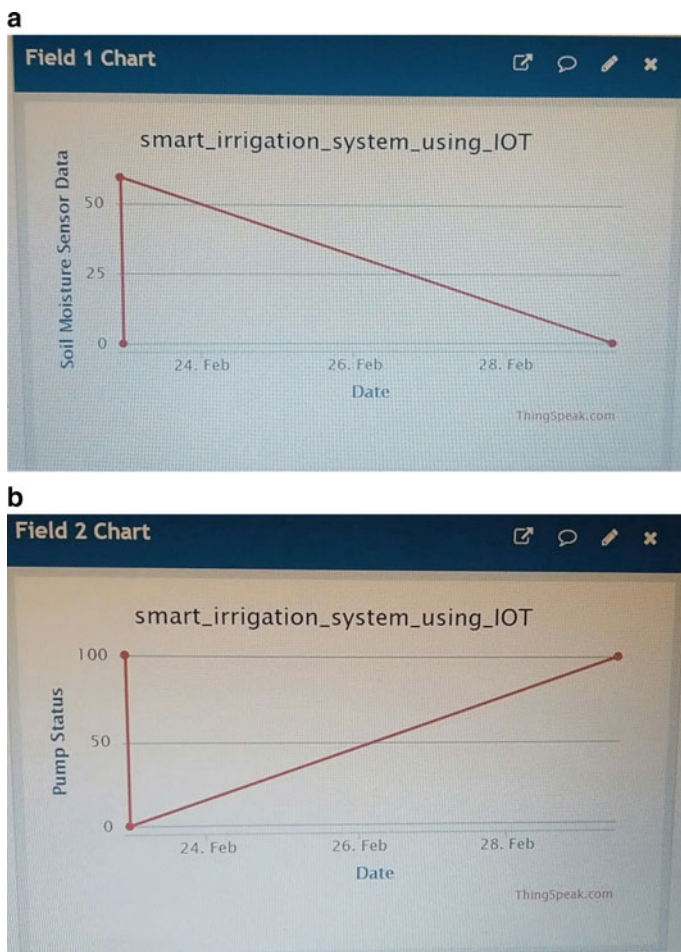 a
Field 1 Chart
smart_irrigation_system_using_IOT
Soil Moisture Sensor Data
50
25
0
24. Feb
26. Feb
28. Feb
Date
ThingSpeak.com
b
Field 2 Chart
smart_irrigation_system_using_IOT
Pump Status
100
50
0
24. Feb
26. Feb
28. Feb
Date
ThingSpeak.com